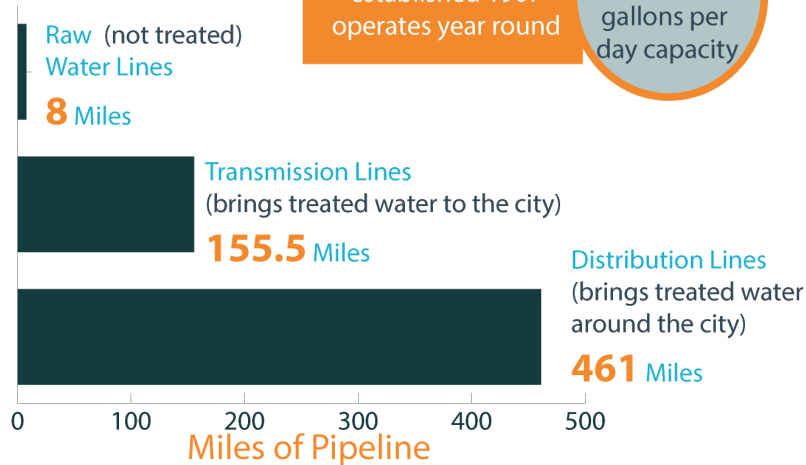 operates year round
gallons per
day capacity
Raw (not treated)
Water Lines
8 Miles
Transmission Lines
(brings treated water to the city)
155.5 Miles
Distribution Lines
(brings treated water
around the city)
461 Miles
0 100 200 300 400 500
Miles of Pipeline